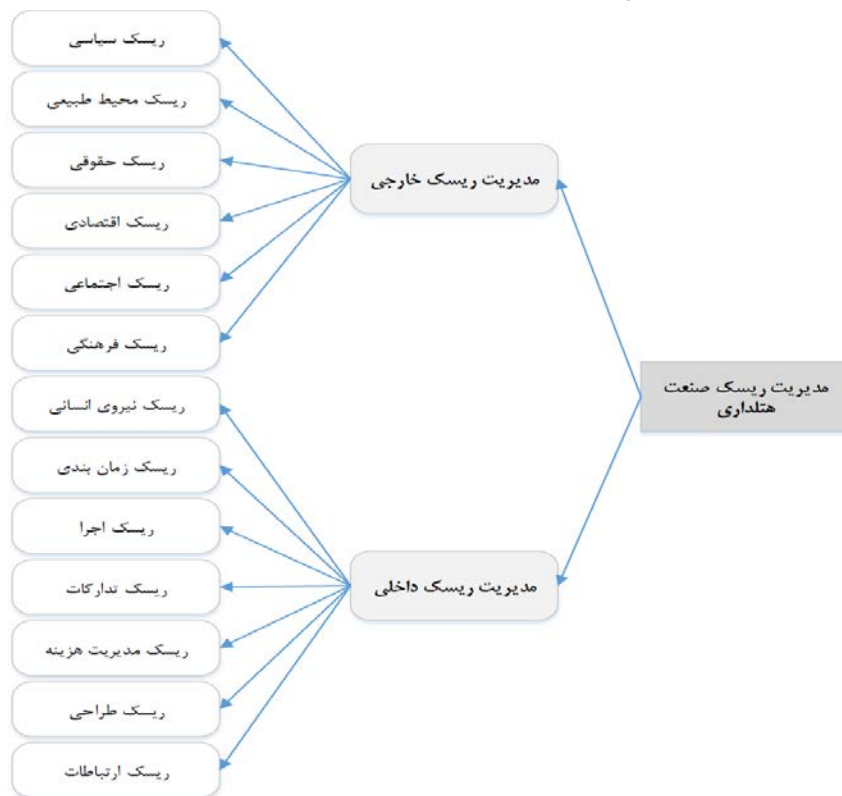 مدیریت ریسک صنعت
هتلداری
مدیریت ریسک خارجی
ریسک سیاسی
ریسک محیط طبیعی
ریسک حقوقی
ریسک اقتصادی
ریسک اجتماعی
ریسک فرهنگی
مدیریت ریسک داخلی
ریسک نیروی انسانی
ریسک زمان بندی
ریسک اجرا
ریسک تدارکات
ریسک مدیریت هزینه
ریسک طراحی
ریسک ارتباطات